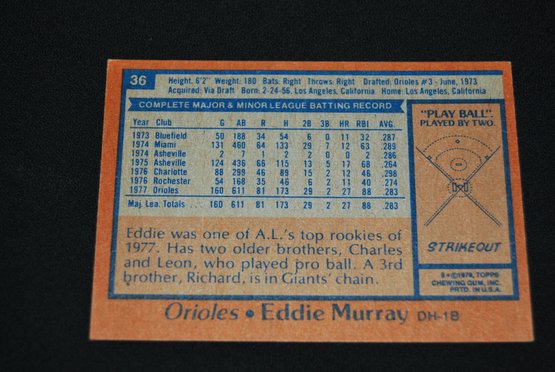 36
Height: 6'2" Weight: 180 Bats: Right Throws: Right Drafted: Orioles #3 - June, 1973
Acquired: Via Draft Born: 2-24-56, Los Angeles, California Home: Los Angeles, California
COMPLETE MAJOR & MINOR LEAGUE BATTING RECORD
Year Club G AB R H 2B 3B HR RBI AVG.
1973 Bluefield 50 188 34 54 6 0 11 32 .287
1974 Miami 131 460 64 133 29 7 12 63 .289
1974 Asheville 2 7 1 2 0 0 0 2 .286
1975 Asheville 124 436 66 115 13 5 17 68 .264
1976 Charlotte 88 299 46 89 15 2 12 46 .298
1976 Rochester 54 168 35 46 6 2 11 40 .274
1977 Orioles 160 611 81 173 29 2 27 88 .283
Maj. Lea. Totals ... 160 611 81 173 29 2 27 88 .283
"PLAY BALL"
PLAYED BY TWO.
STRIKEOUT
Eddie was one of A.L.'s top rookies of
1977. Has two older brothers, Charles
and Leon, who played pro ball. A 3rd
brother, Richard, is in Giants' chain.
©1978, TOPPS
CHEWING GUM, INC.
PRTD. IN U.S.A.
Orioles • Eddie Murray DH-1B